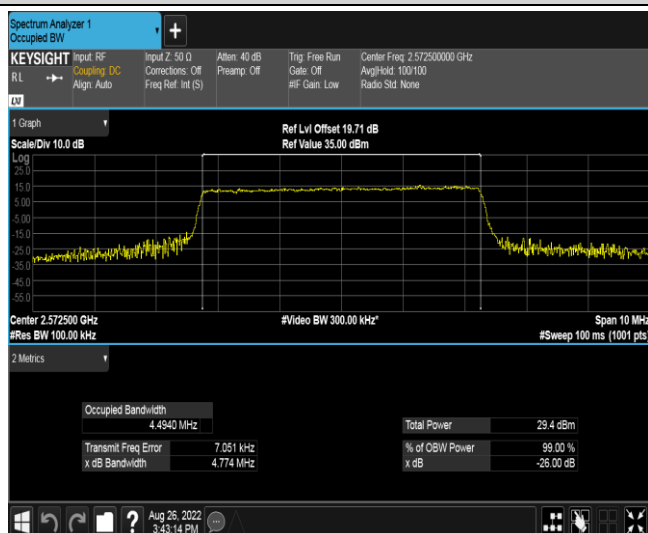 Spectrum Analyzer 1
Occupied BW
+
KEYSIGHT Input: RF Input Z: 50 Ω Atten: 40 dB Trig: Free Run Center Freq: 2.572500000 GHz
RL Coupling: DC Corrections: Off Preamp: Off Gate: Off Avg|Hold: 100/100
Align: Auto Freq Ref: Int (S) #IF Gain: Low Radio Std: None
LXI
1 Graph
Ref Lvl Offset 19.71 dB
Scale/Div 10.0 dB Ref Value 35.00 dBm
Log
25.0
15.0
5.00
-5.00
-15.0
-25.0
-35.0
-45.0
-55.0
Center 2.572500 GHz #Video BW 300.00 kHz* Span 10 MHz
#Res BW 100.00 kHz #Sweep 100 ms (1001 pts)
2 Metrics
Occupied Bandwidth
4.4940 MHz Total Power 29.4 dBm
Transmit Freq Error 7.051 kHz % of OBW Power 99.00 %
x dB Bandwidth 4.774 MHz x dB -26.00 dB
? Aug 26, 2022
3:43:14 PM